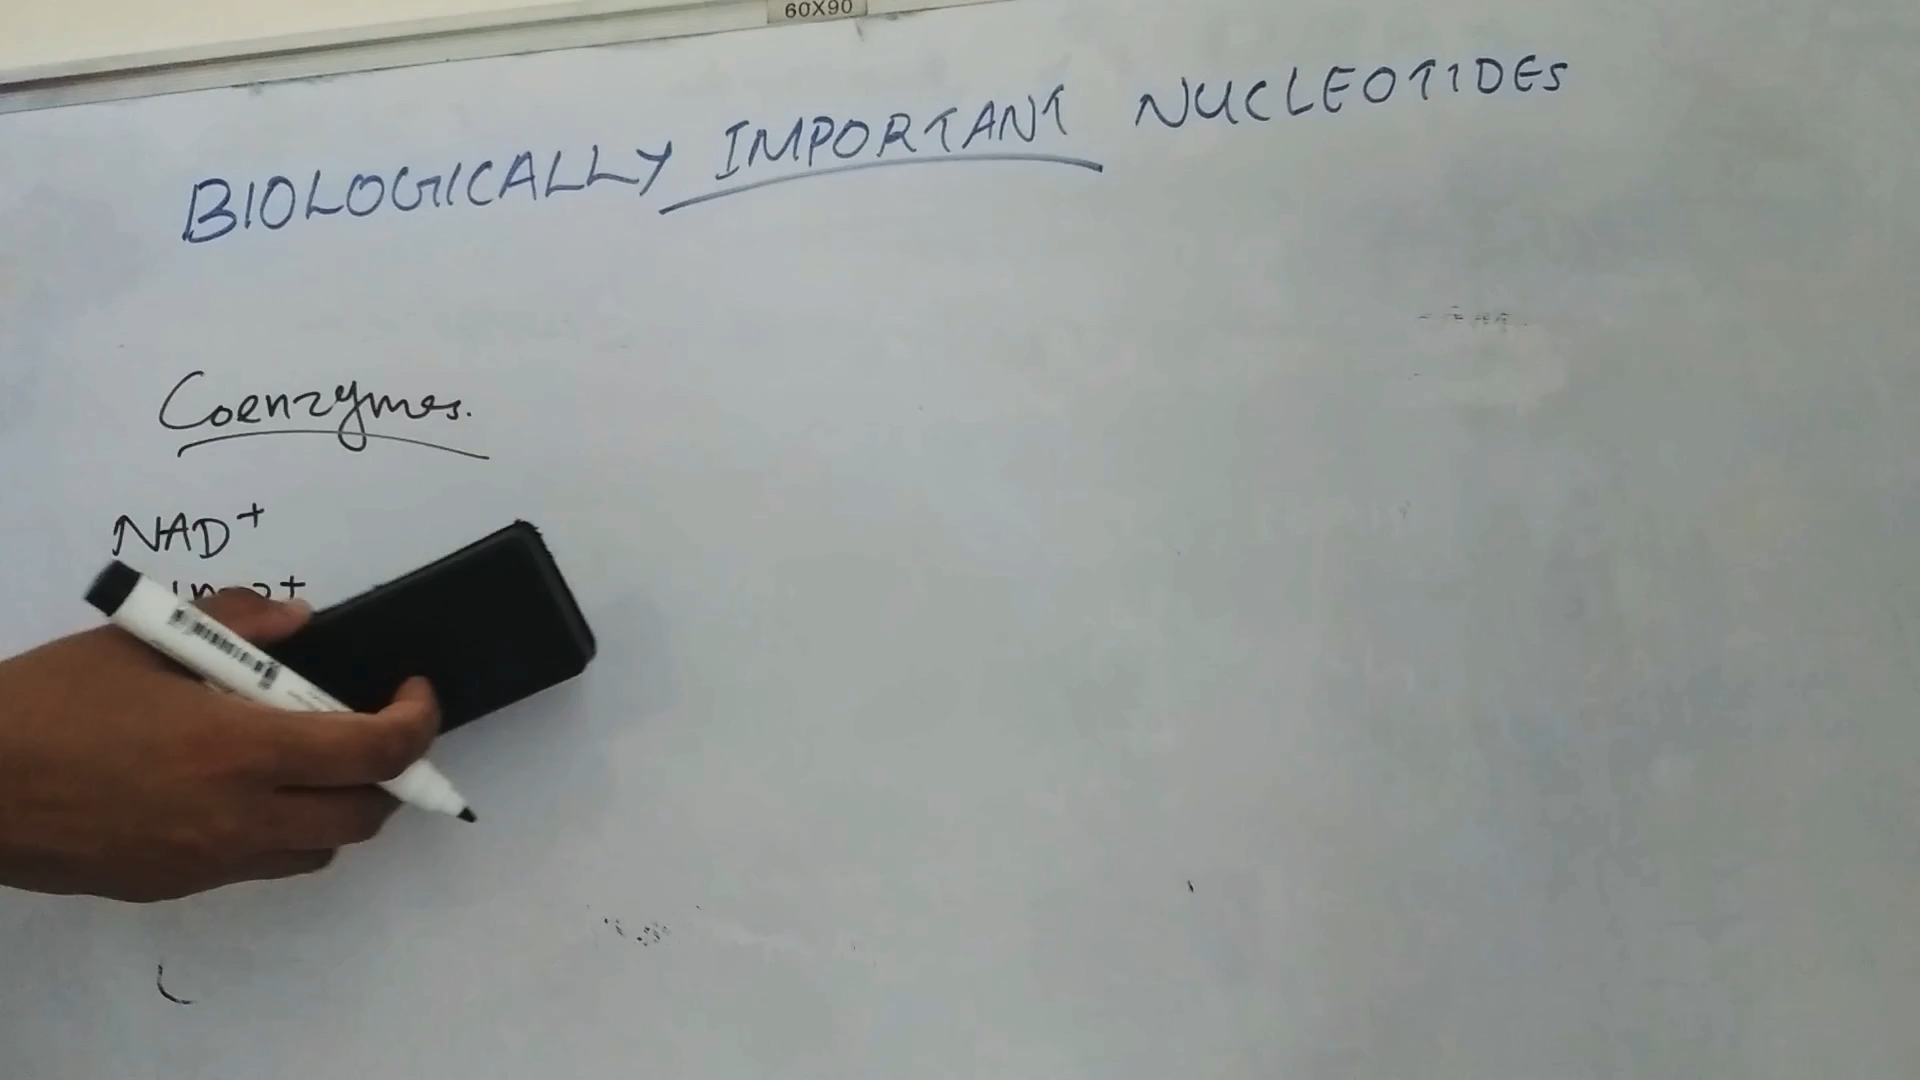 60X90
BIOLOGICALLY IMPORTANT NUCLEOTIDES
Coenzymes.
NAD+